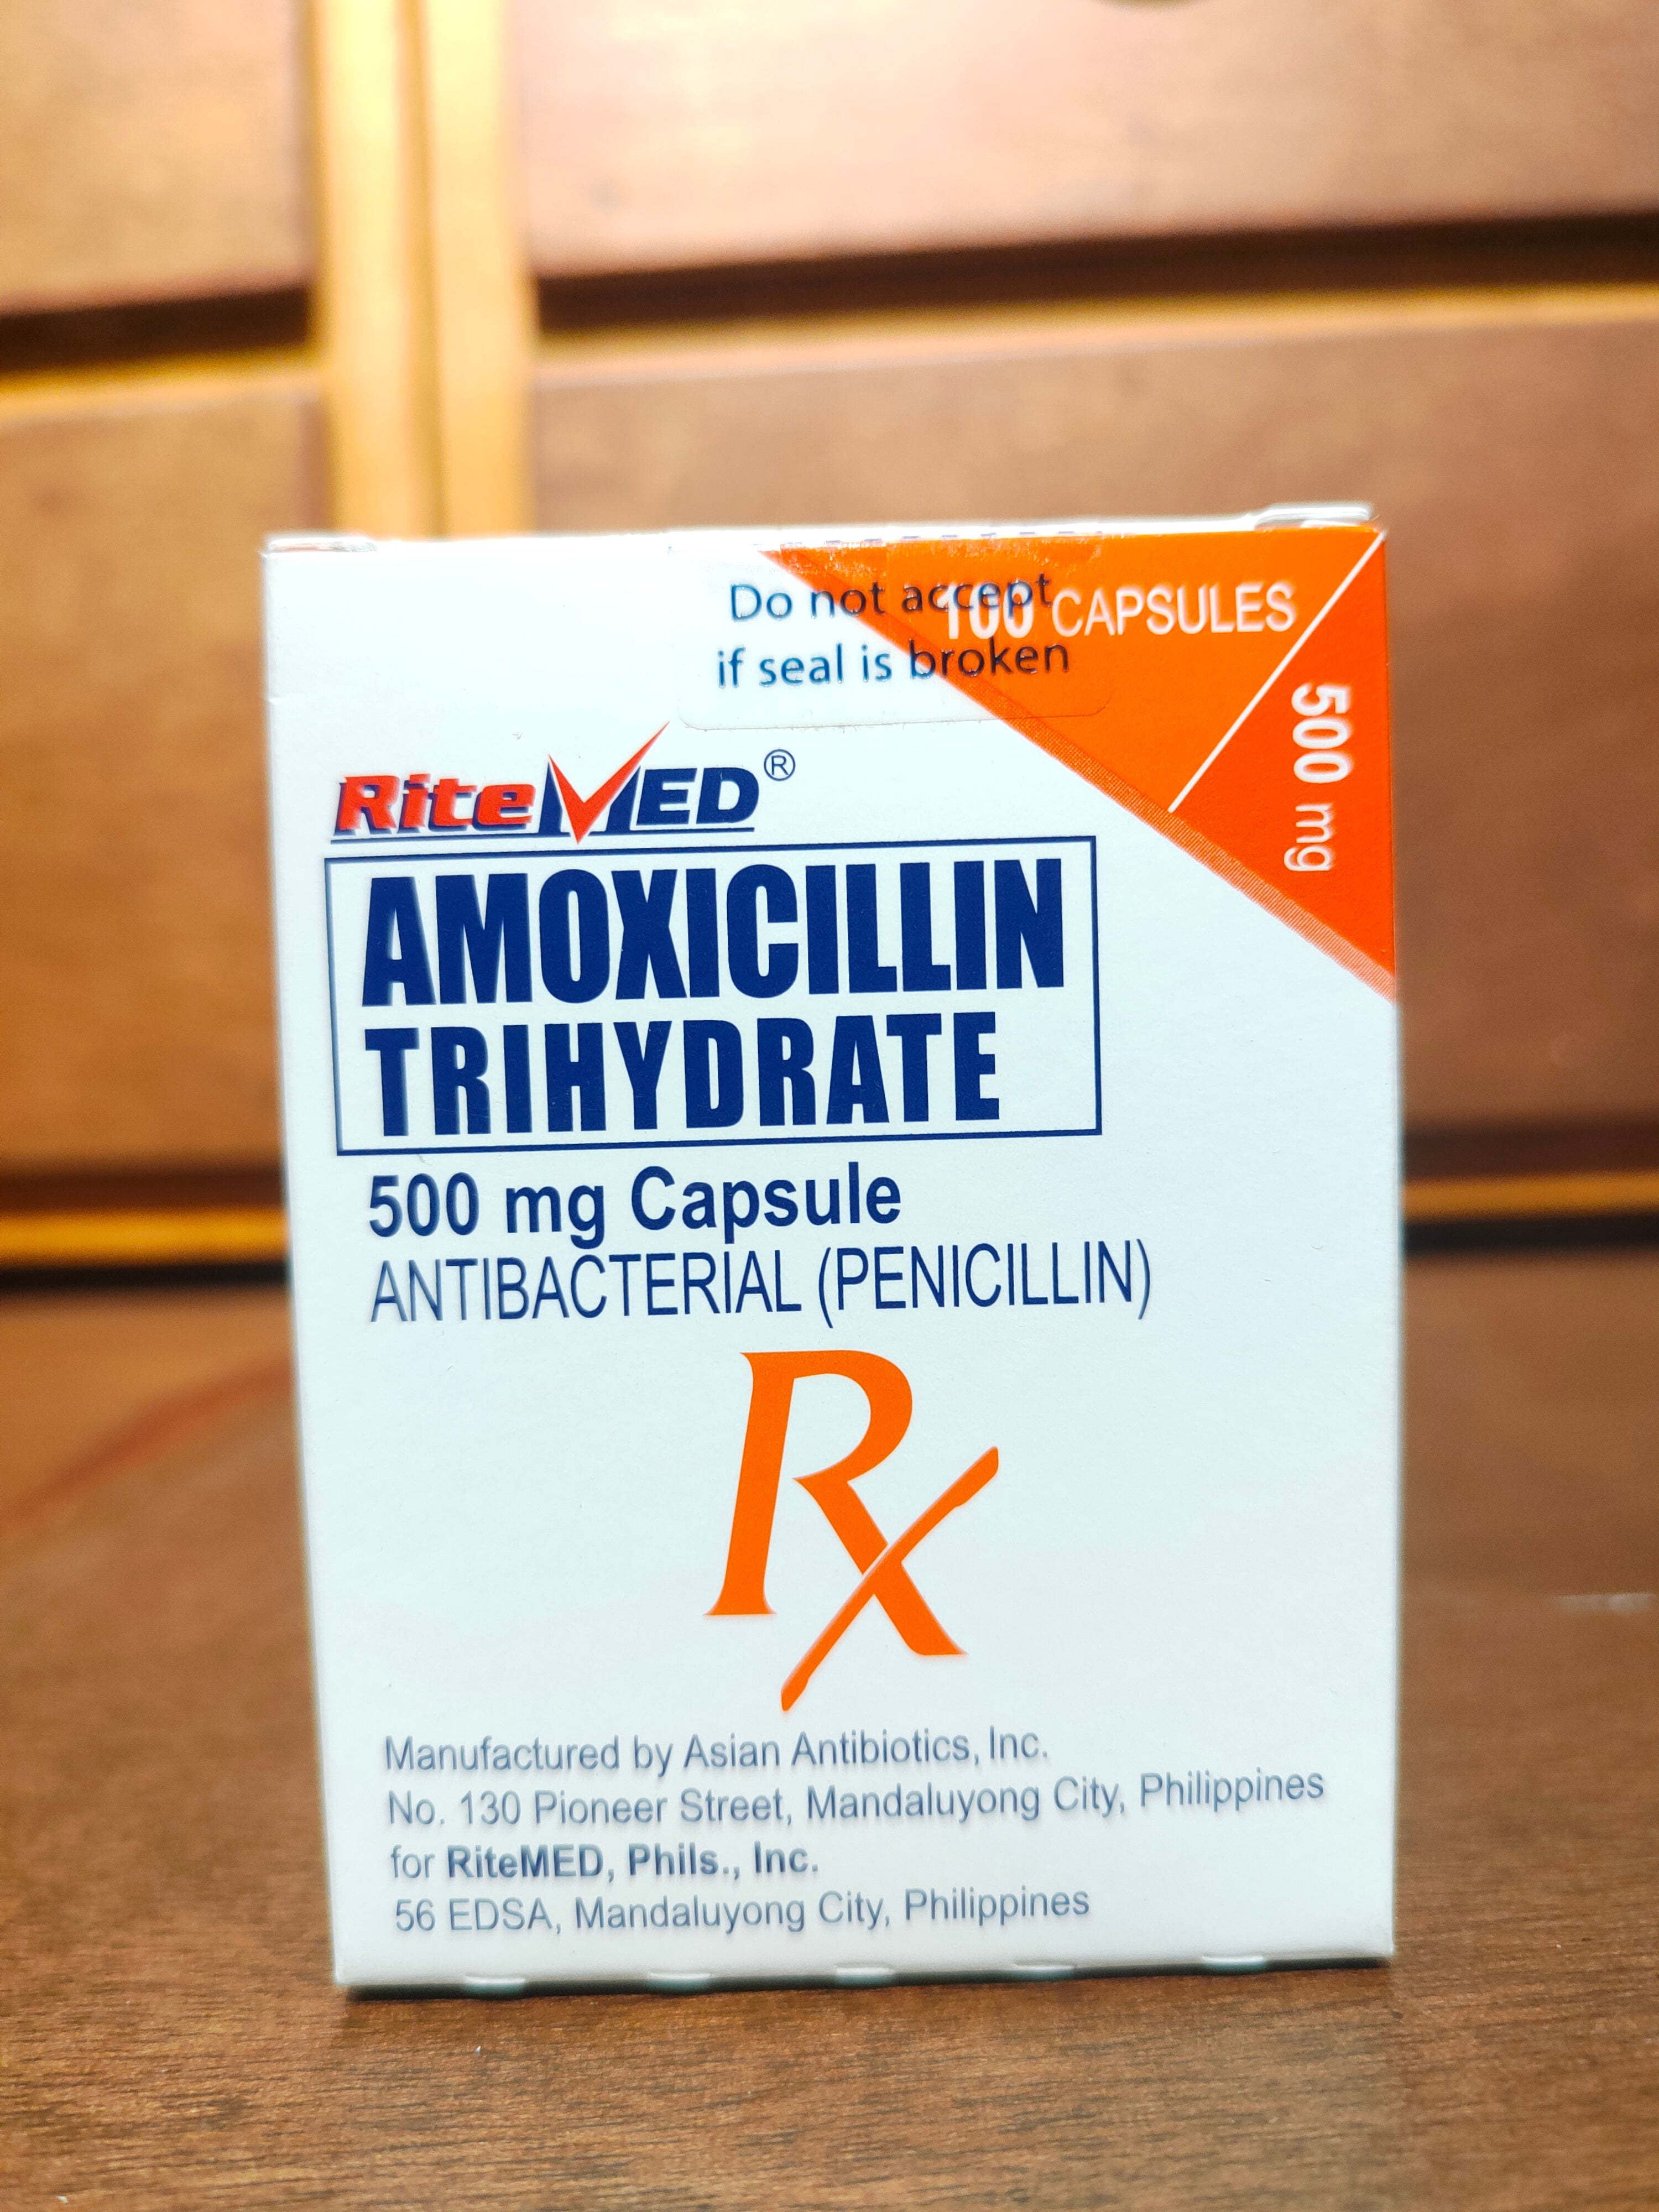 Do not accept
if seal is broken
100 CAPSULES
500 mg
RiteMED®
AMOXICILLIN
TRIHYDRATE
500 mg Capsule
ANTIBACTERIAL (PENICILLIN)
Rx
Manufactured by Asian Antibiotics, Inc.
No. 130 Pioneer Street, Mandaluyong City, Philippines
for RiteMED, Phils., Inc.
56 EDSA, Mandaluyong City, Philippines